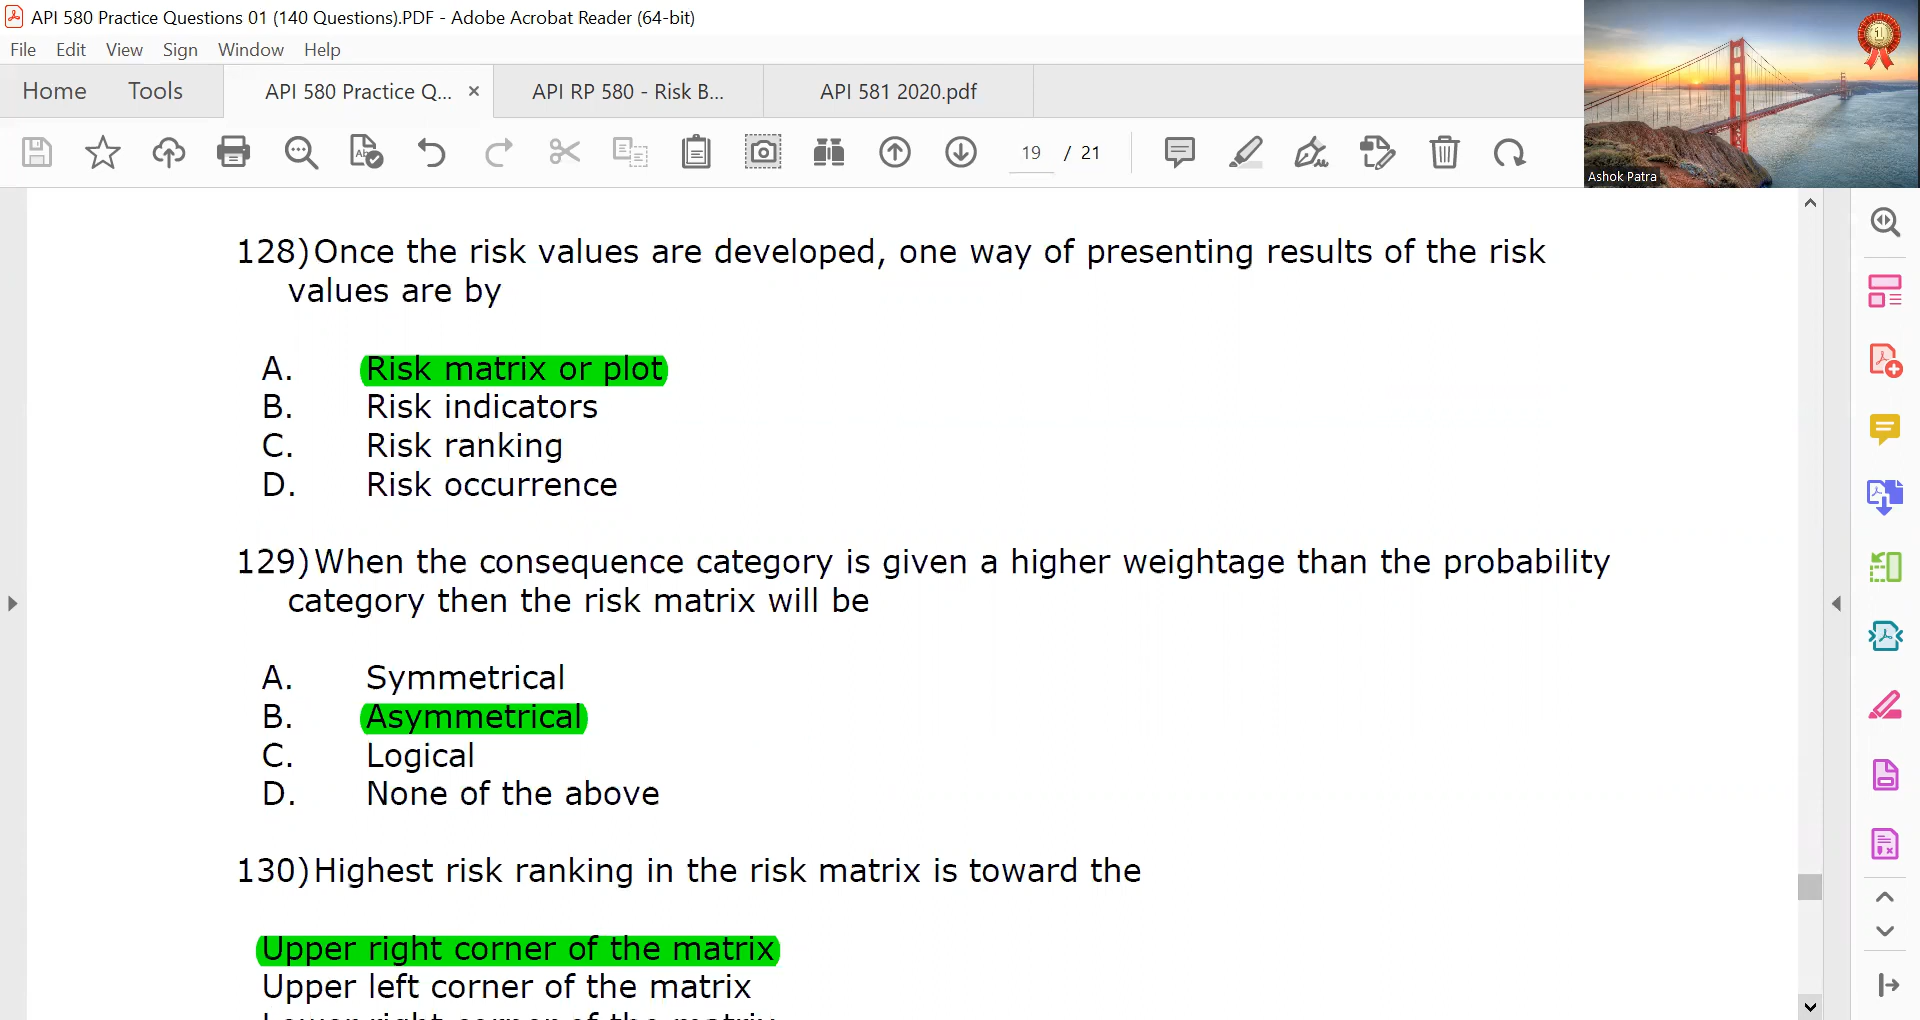 API 580 Practice Questions 01 (140 Questions).PDF - Adobe Acrobat Reader (64-bit)
File Edit View Sign Window Help
Home Tools API 580 Practice Q... × API RP 580 - Risk B... API 581 2020.pdf
19 / 21
1
Ashok Patra
128) Once the risk values are developed, one way of presenting results of the risk
values are by
A. Risk matrix or plot
B. Risk indicators
C. Risk ranking
D. Risk occurrence
129) When the consequence category is given a higher weightage than the probability
category then the risk matrix will be
A. Symmetrical
B. Asymmetrical
C. Logical
D. None of the above
130) Highest risk ranking in the risk matrix is toward the
Upper right corner of the matrix
Upper left corner of the matrix